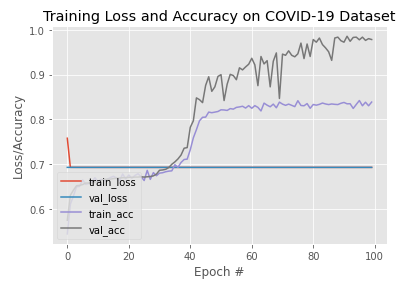 Training Loss and Accuracy on COVID-19 Dataset
1.0
0.9
0.8
0.7
0.6
Loss/Accuracy
train_loss
val_loss
train_acc
val_acc
0 20 40 60 80 100
Epoch #